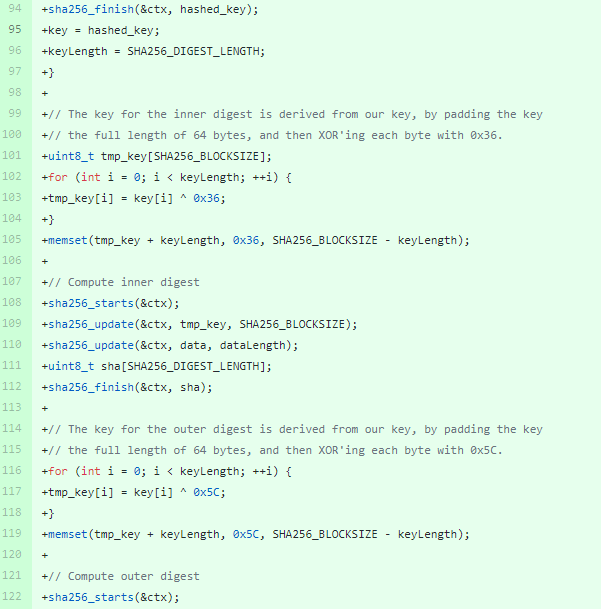 94 +sha256_finish(&ctx, hashed_key);
95 +key = hashed_key;
96 +keyLength = SHA256_DIGEST_LENGTH;
97 +}
98 +
99 +// The key for the inner digest is derived from our key, by padding the key
100 +// the full length of 64 bytes, and then XOR'ing each byte with 0x36.
101 +uint8_t tmp_key[SHA256_BLOCKSIZE];
102 +for (int i = 0; i < keyLength; ++i) {
103 +tmp_key[i] = key[i] ^ 0x36;
104 +}
105 +memset(tmp_key + keyLength, 0x36, SHA256_BLOCKSIZE - keyLength);
106 +
107 +// Compute inner digest
108 +sha256_starts(&ctx);
109 +sha256_update(&ctx, tmp_key, SHA256_BLOCKSIZE);
110 +sha256_update(&ctx, data, dataLength);
111 +uint8_t sha[SHA256_DIGEST_LENGTH];
112 +sha256_finish(&ctx, sha);
113 +
114 +// The key for the outer digest is derived from our key, by padding the key
115 +// the full length of 64 bytes, and then XOR'ing each byte with 0x5C.
116 +for (int i = 0; i < keyLength; ++i) {
117 +tmp_key[i] = key[i] ^ 0x5C;
118 +}
119 +memset(tmp_key + keyLength, 0x5C, SHA256_BLOCKSIZE - keyLength);
120 +
121 +// Compute outer digest
122 +sha256_starts(&ctx);